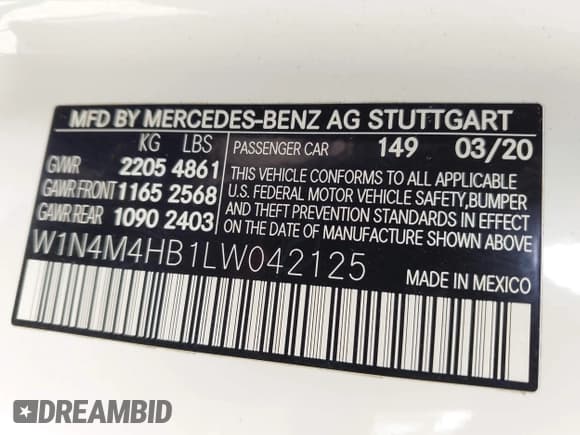 MFD BY MERCEDES-BENZ AG STUTTGART
KG LBS PASSENGER CAR 149 03/20
GVWR 2205 4861
GAWR FRONT 1165 2568
GAWR REAR 1090 2403
THIS VEHICLE CONFORMS TO ALL APPLICABLE
U.S. FEDERAL MOTOR VEHICLE SAFETY,BUMPER
AND THEFT PREVENTION STANDARDS IN EFFECT
ON THE DATE OF MANUFACTURE SHOWN ABOVE.
W1N4M4HB1LW042125
MADE IN MEXICO
DREAMBID